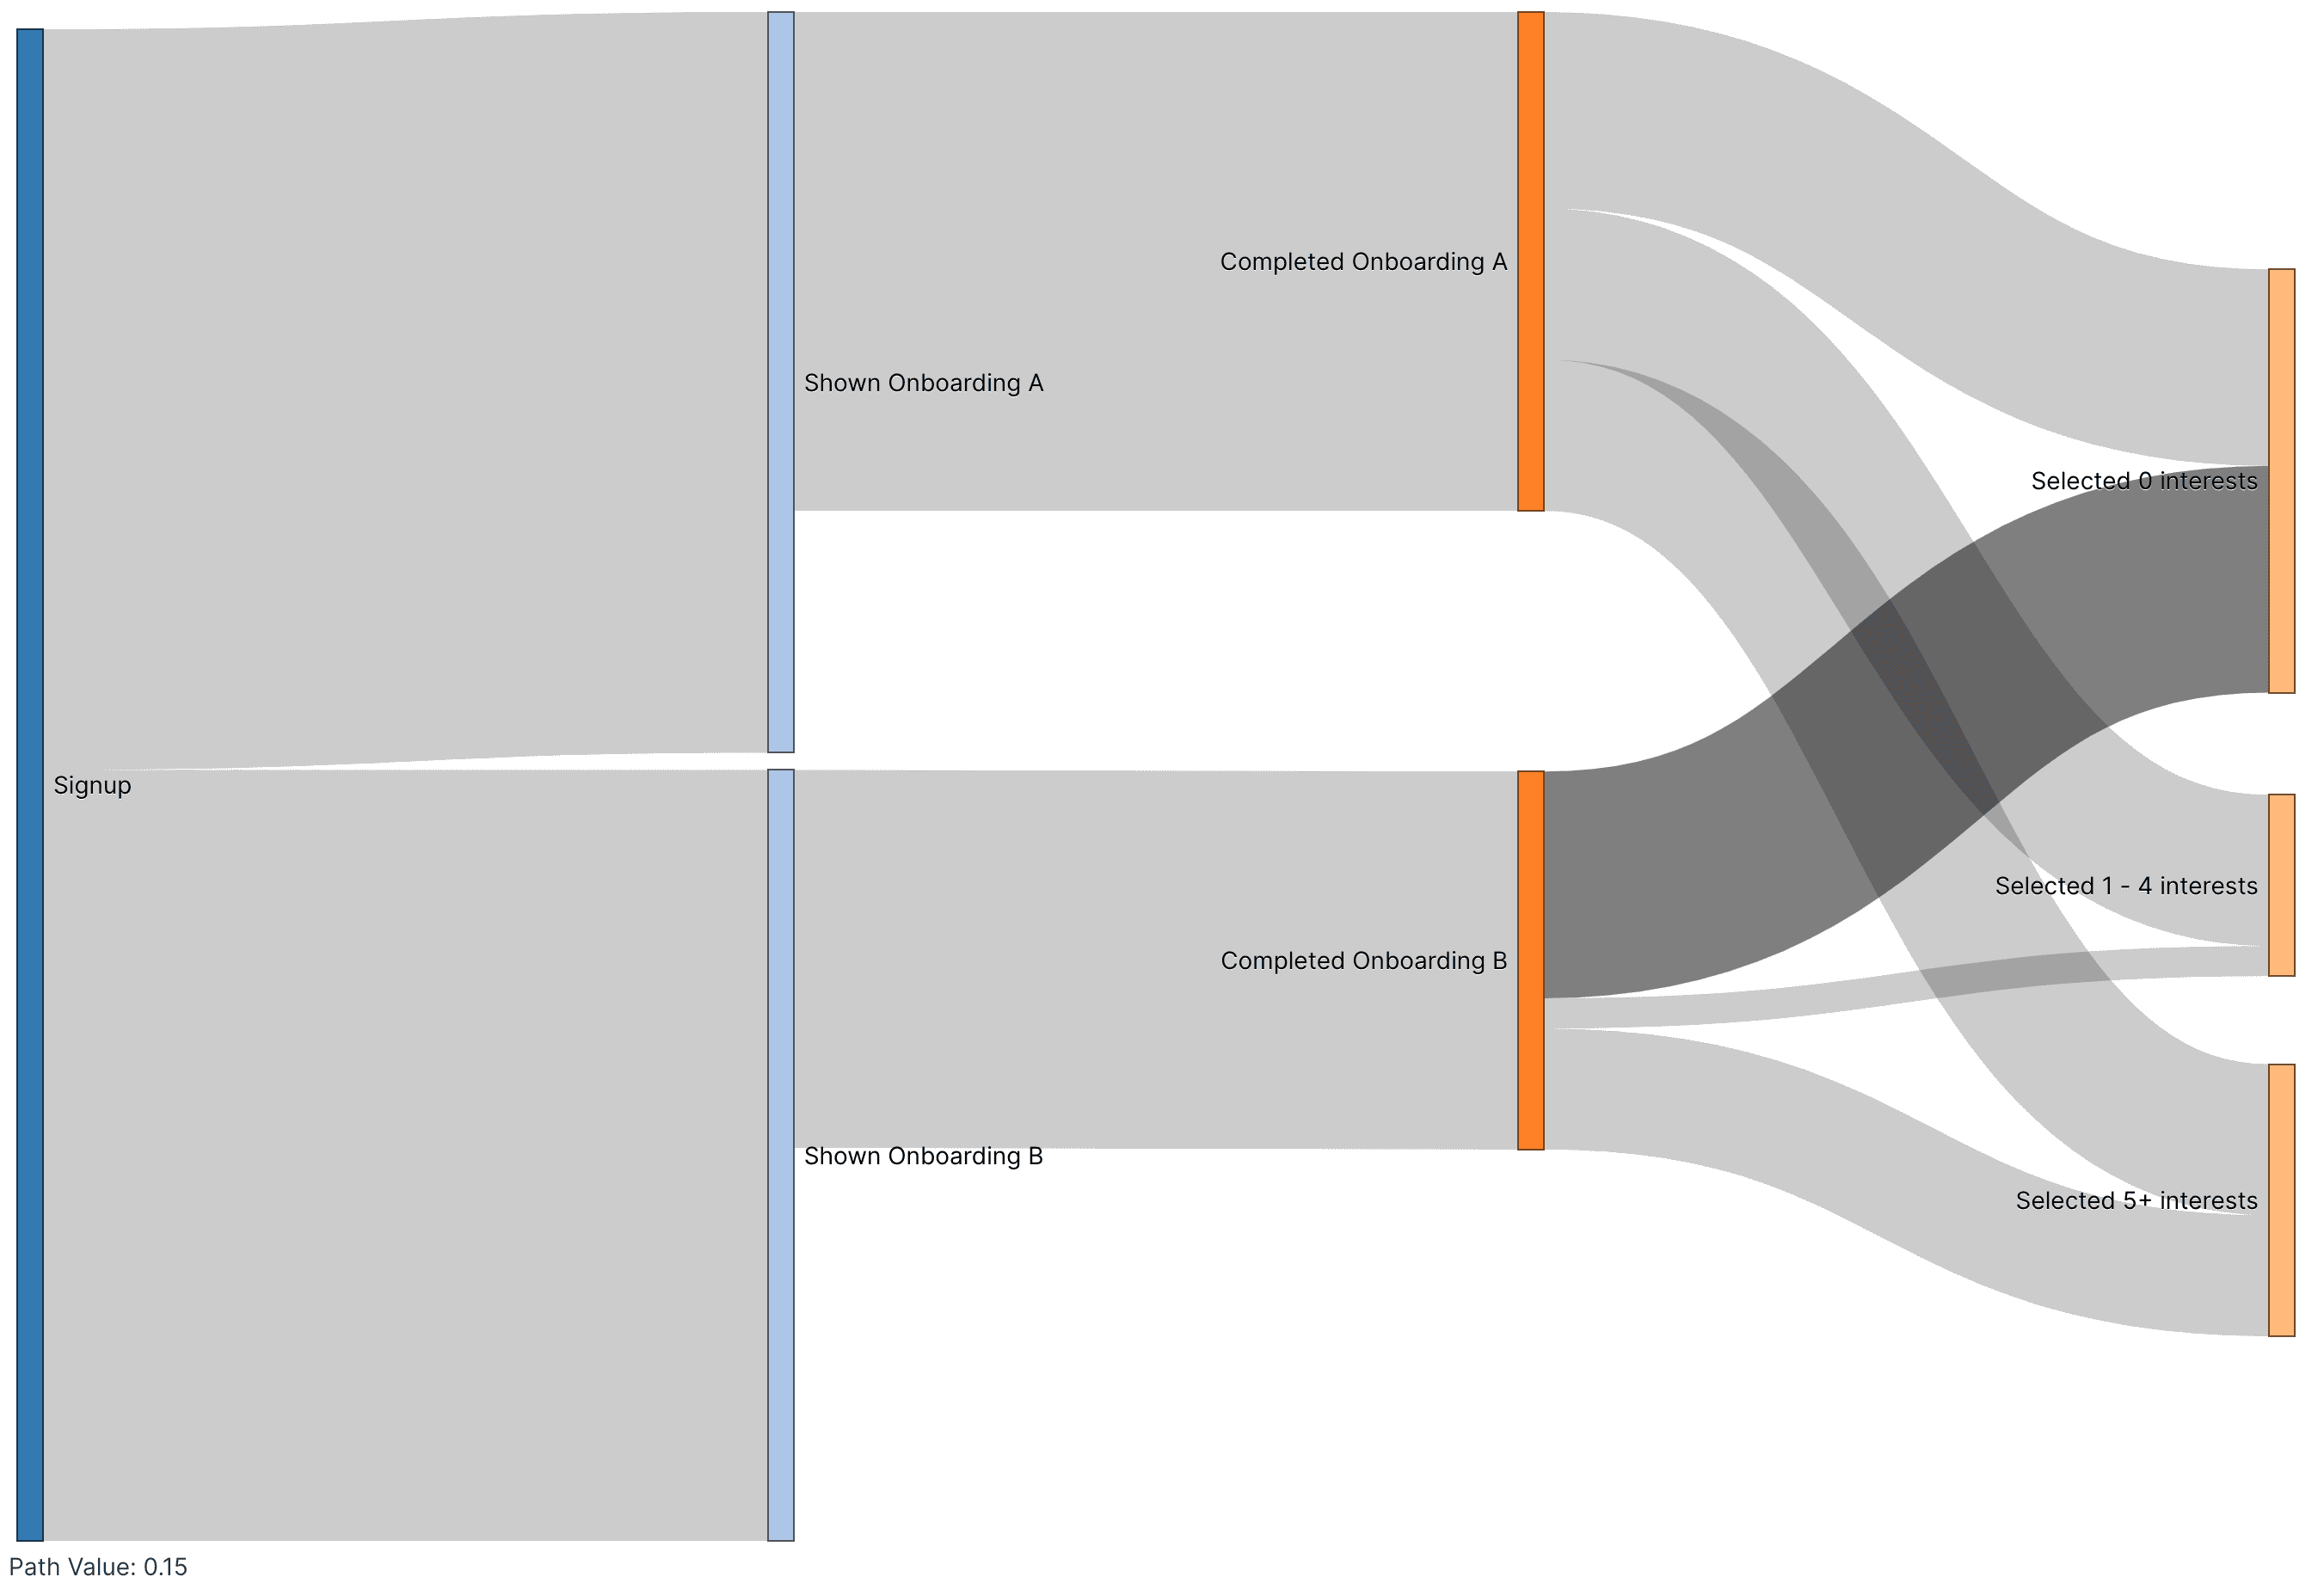 Signup
Shown Onboarding A
Shown Onboarding B
Completed Onboarding A
Completed Onboarding B
Selected 0 interests
Selected 1 - 4 interests
Selected 5+ interests
Path Value: 0.15